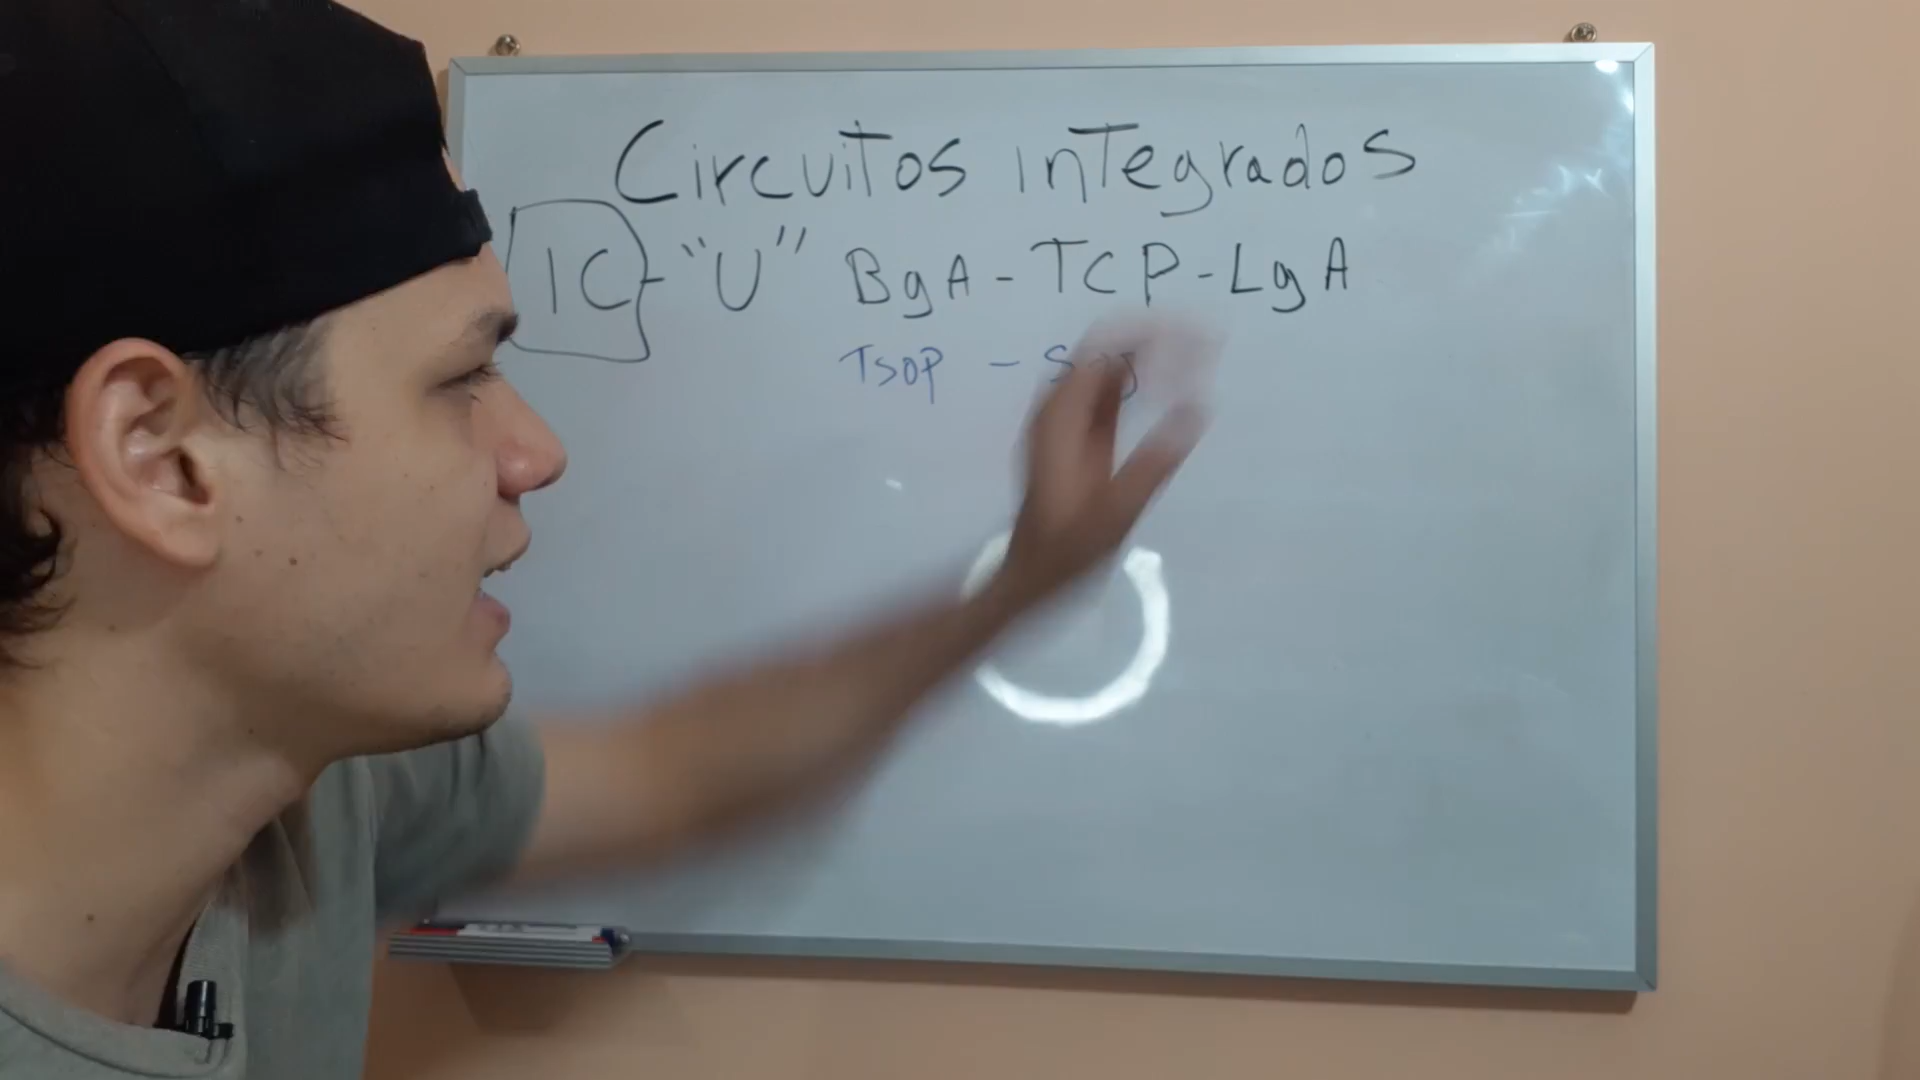 Circuitos integrados
IC - "U" BgA - TCP - LgA
TSOP -